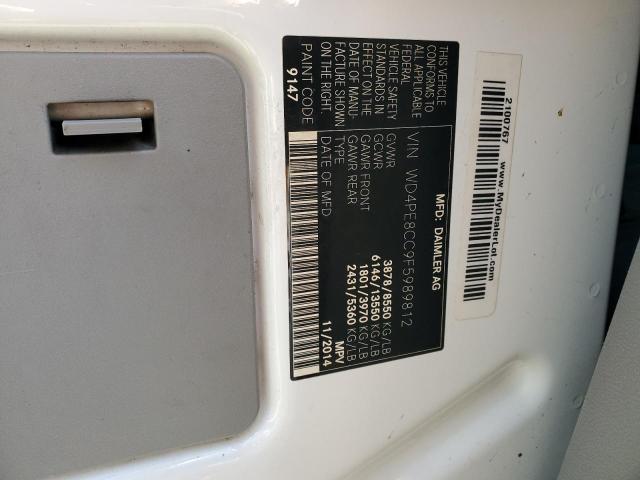 2100767
www.MyDealerLot.com
MFD: DAIMLER AG
THIS VEHICLE
CONFORMS TO
ALL APPLICABLE
FEDERAL
VEHICLE SAFETY
STANDARDS IN
EFFECT ON THE
DATE OF MANU-
FACTURE SHOWN
ON THE RIGHT.
PAINT CODE
9147
VIN WD4PE8CC9F5989812
GVWR 3878/8550 KG/LB
GCWR 6146/13550 KG/LB
GAWR FRONT 1801/3970 KG/LB
GAWR REAR 2431/5360 KG/LB
TYPE MPV
DATE OF MFD 11/2014